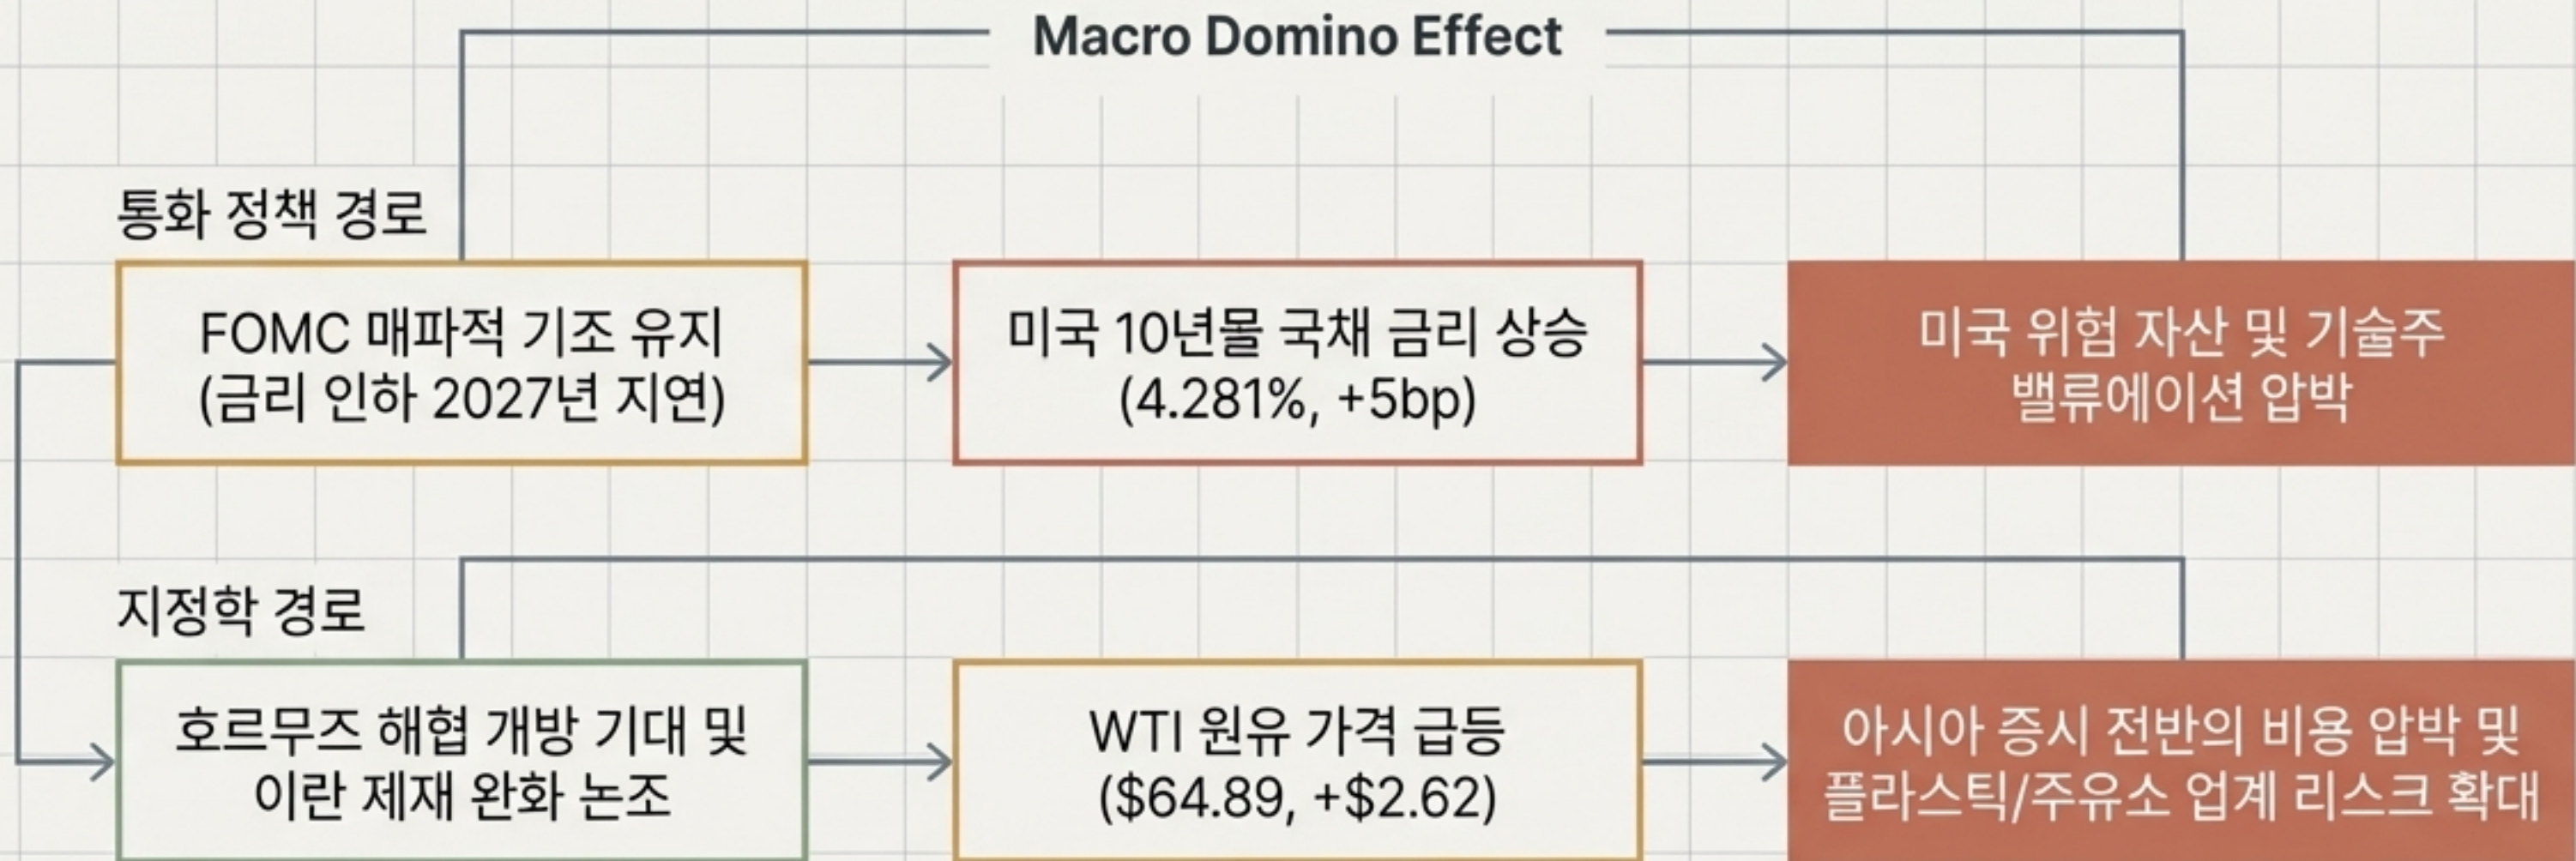 Macro Domino Effect
통화 정책 경로
FOMC 매파적 기조 유지
(금리 인하 2027년 지연)
미국 10년물 국채 금리 상승
(4.281%, +5bp)
미국 위험 자산 및 기술주
밸류에이션 압박
지정학 경로
호르무즈 해협 개방 기대 및
이란 제재 완화 논조
WTI 원유 가격 급등
($64.89, +$2.62)
아시아 증시 전반의 비용 압박 및
플라스틱/주유소 업계 리스크 확대